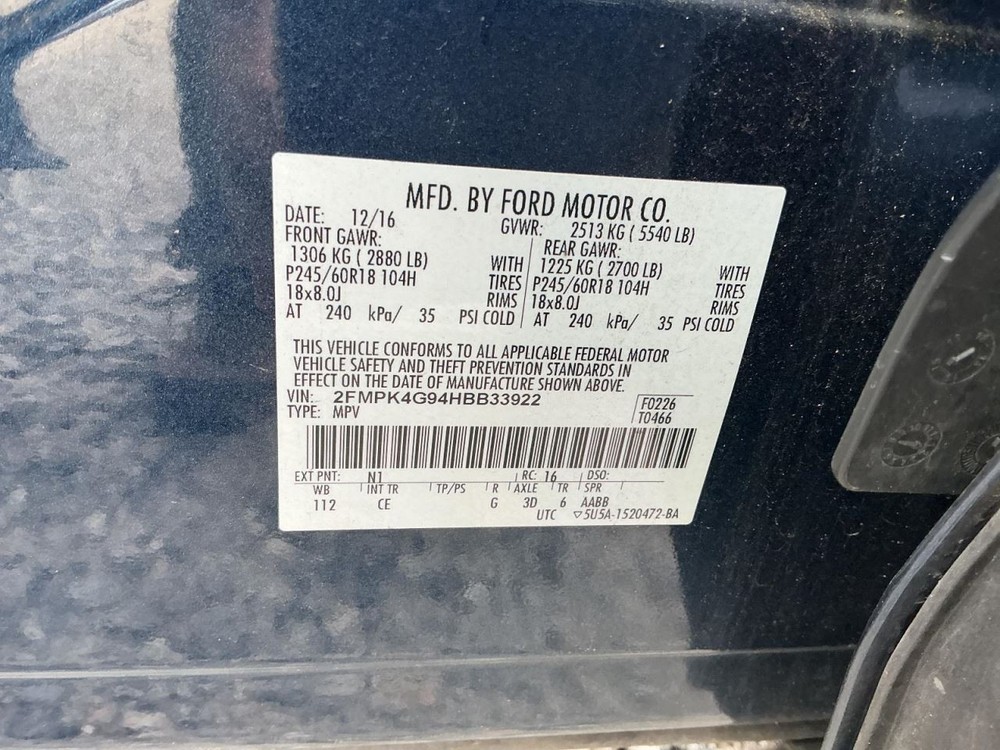 MFD. BY FORD MOTOR CO.
DATE: 12/16 GVWR: 2513 KG ( 5540 LB)
FRONT GAWR: REAR GAWR:
1306 KG ( 2880 LB) WITH 1225 KG ( 2700 LB) WITH
P245/60R18 104H TIRES P245/60R18 104H TIRES
18x8.0J RIMS 18x8.0J RIMS
AT 240 kPa/ 35 PSI COLD AT 240 kPa/ 35 PSI COLD
THIS VEHICLE CONFORMS TO ALL APPLICABLE FEDERAL MOTOR
VEHICLE SAFETY AND THEFT PREVENTION STANDARDS IN
EFFECT ON THE DATE OF MANUFACTURE SHOWN ABOVE.
VIN: 2FMPK4G94HBB33922 F0226
TYPE: MPV T0466
EXT PNT: N1 RC: 16 DSO:
WB INT TR TP/PS R AXLE TR SPR
112 CE G 3D 6 AABB
UTC ▽5U5A-1520472-BA